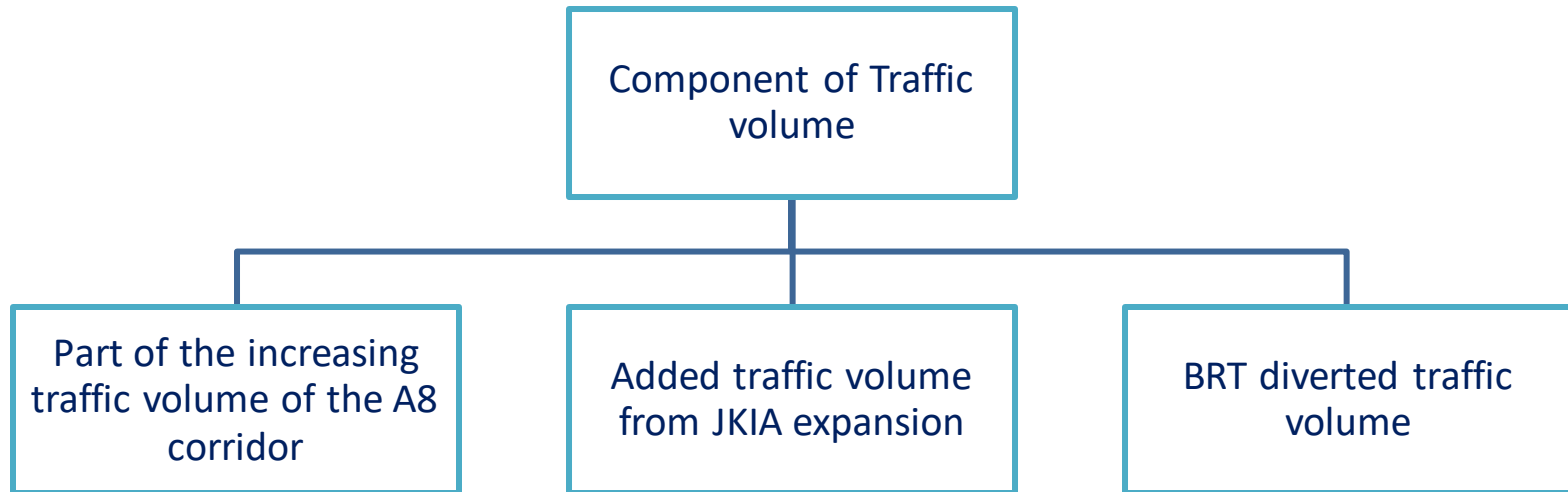 Component of Traffic
volume
Part of the increasing
traffic volume of the A8
corridor
Added traffic volume
from JKIA expansion
BRT diverted traffic
volume